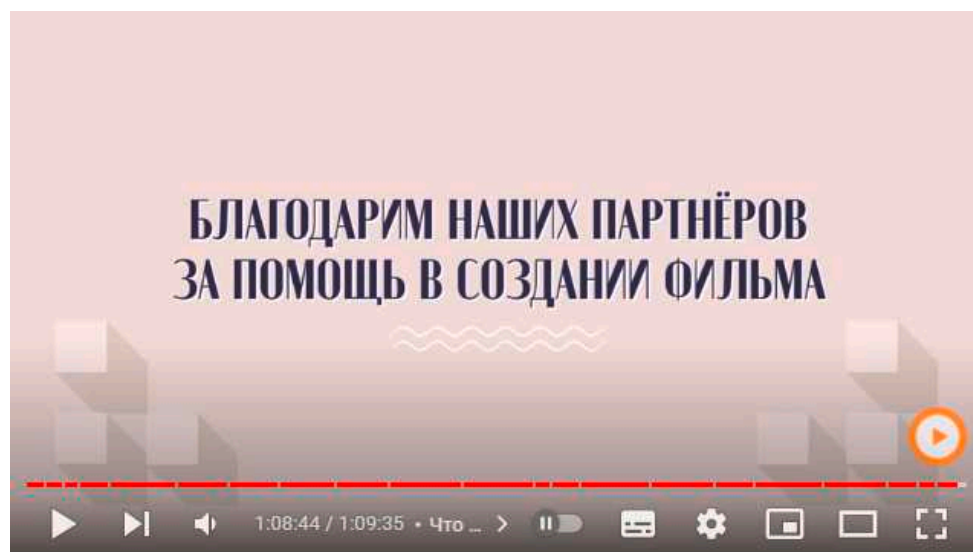 БЛАГОДАРИМ НАШИХ ПАРТНЁРОВ
ЗА ПОМОЩЬ В СОЗДАНИИ ФИЛЬМА
1:08:44 / 1:09:35 • Что ...